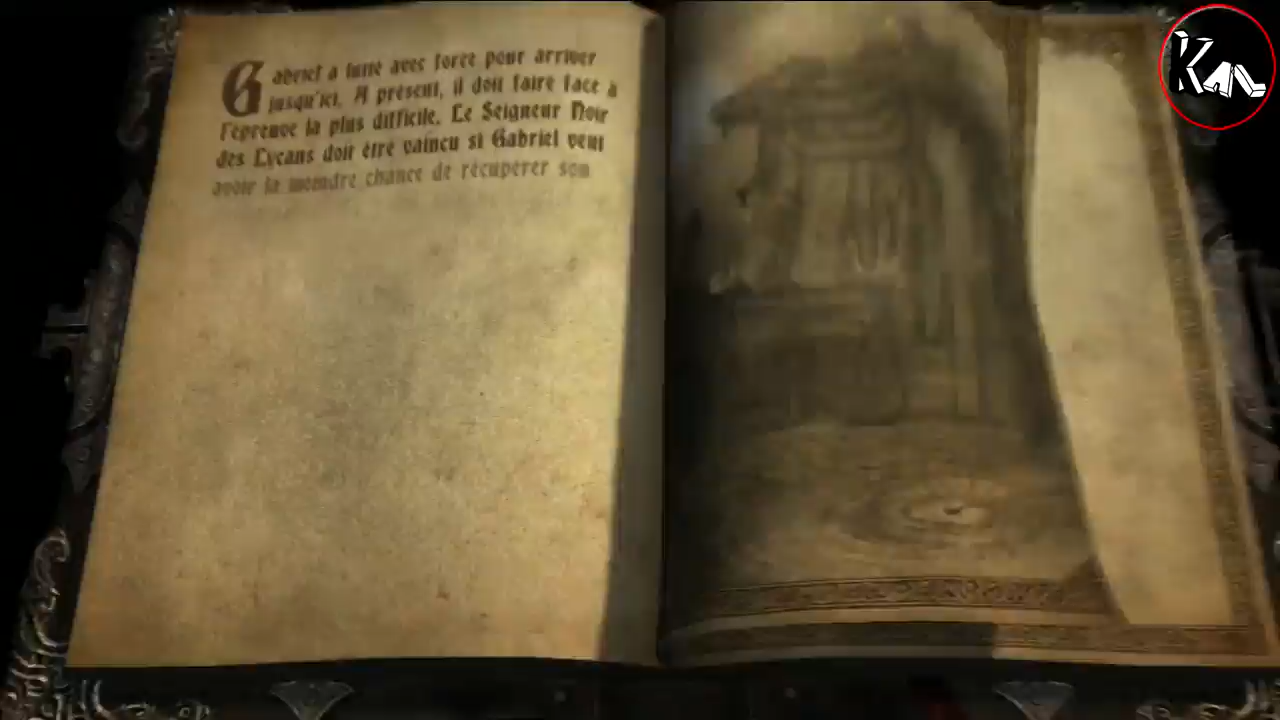 Gabriel a lutté avec force pour arriver
jusqu'ici. A présent, il doit faire face à
l'épreuve la plus difficile. Le Seigneur Noir
des Lycans doit être vaincu si Gabriel veut
avoir la moindre chance de récupérer son
Kan